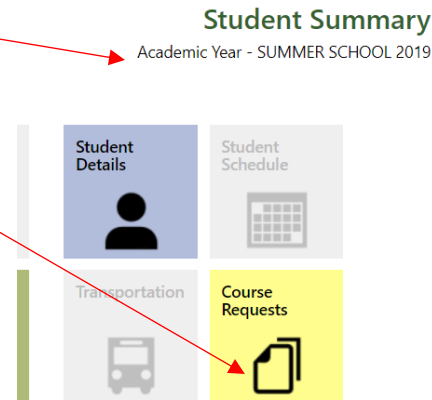 Student Summary
Academic Year - SUMMER SCHOOL 2019
Student
Details
Student
Schedule
Transportation
Course
Requests